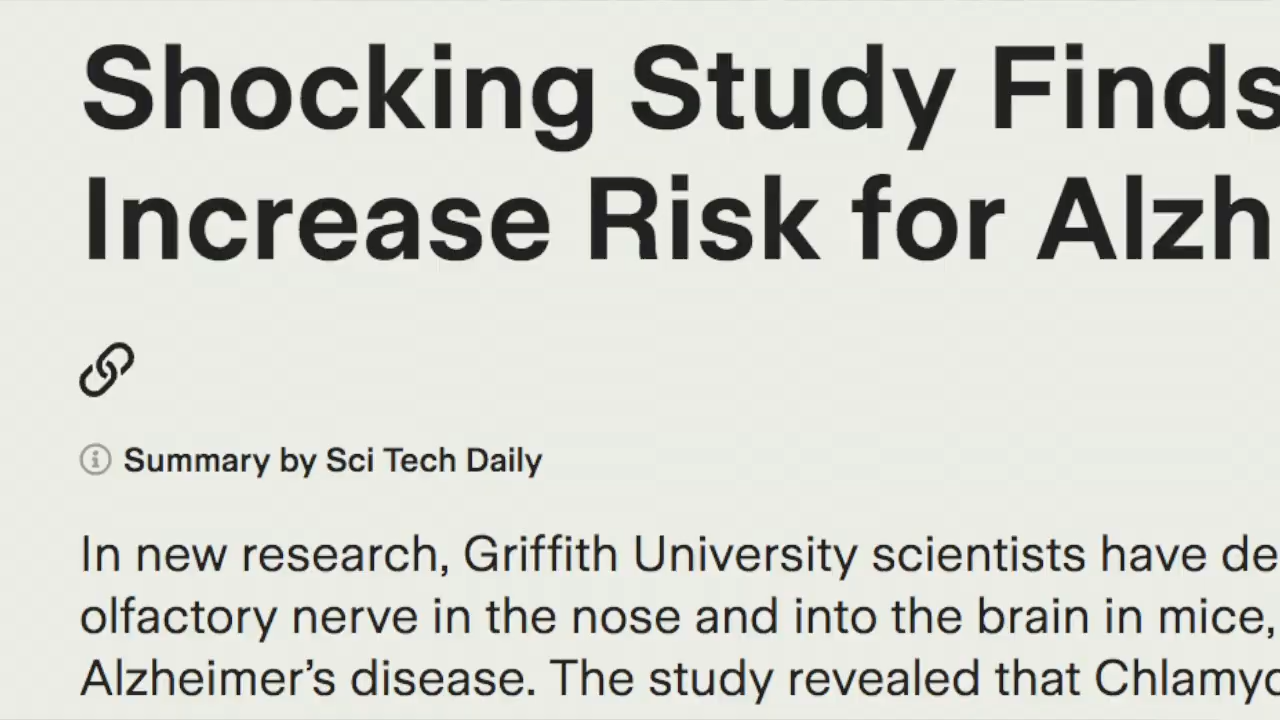 Shocking Study Finds
Increase Risk for Alzh
Summary by Sci Tech Daily
In new research, Griffith University scientists have de
olfactory nerve in the nose and into the brain in mice,
Alzheimer’s disease. The study revealed that Chlamyd